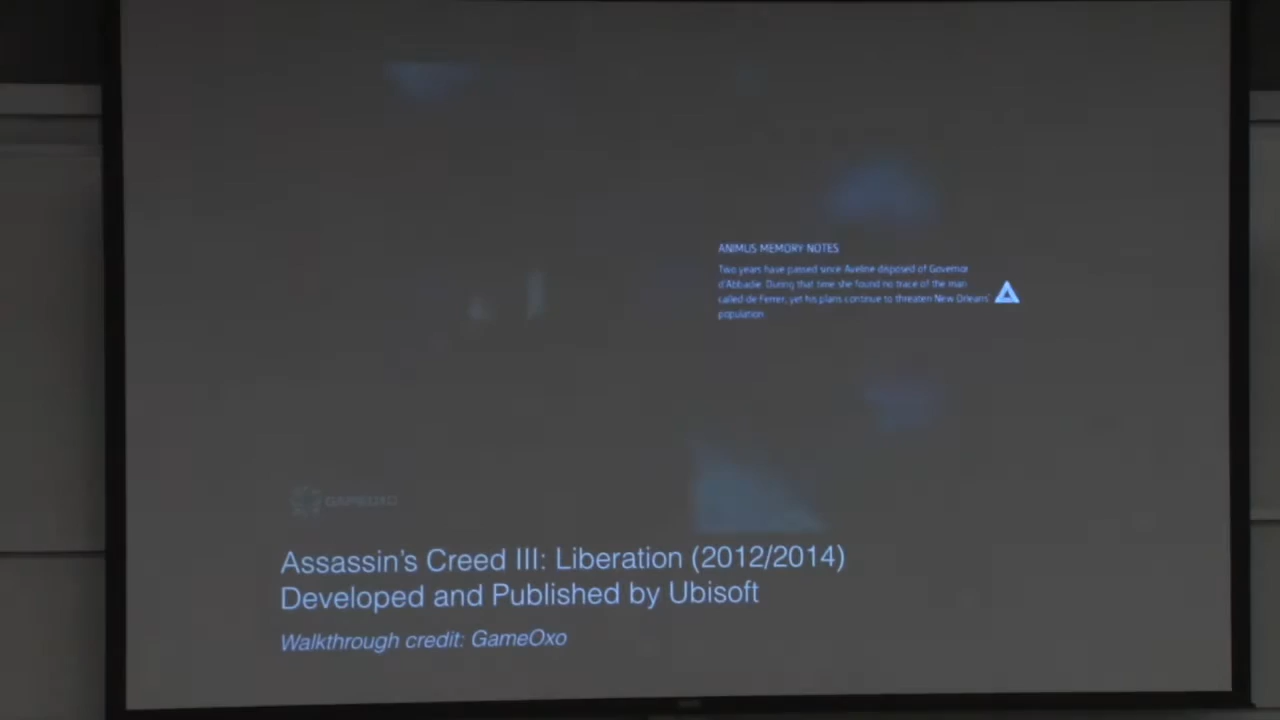 ANIMUS MEMORY NOTES
Two years have passed since Aveline disposed of Governor
d'Abbadie. During that time she found no trace of the man
called de Ferrer, yet his plans continue to threaten New Orleans'
population
GAMEOXO
Assassin's Creed III: Liberation (2012/2014)
Developed and Published by Ubisoft
Walkthrough credit: GameOxo